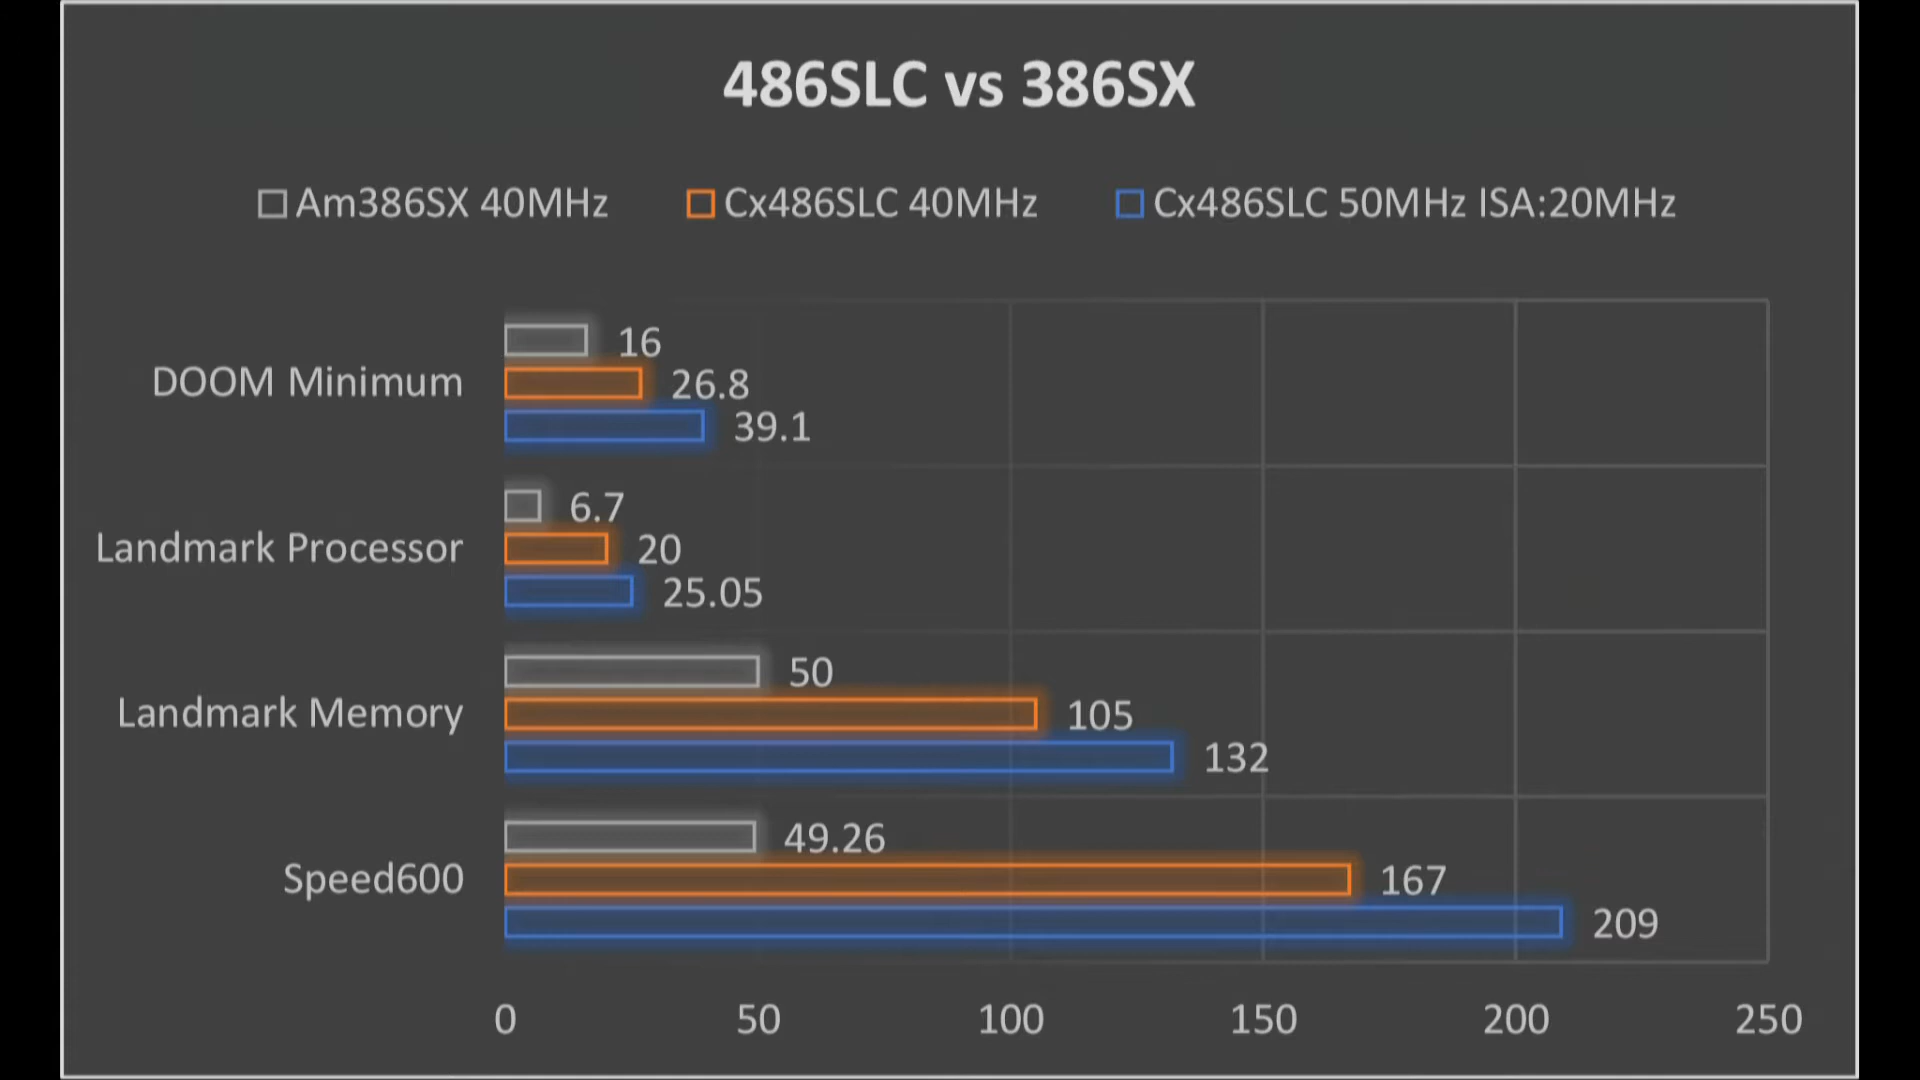 486SLC vs 386SX
Am386SX 40MHz Cx486SLC 40MHz Cx486SLC 50MHz ISA:20MHz
DOOM Minimum
16
26.8
39.1
Landmark Processor
6.7
20
25.05
Landmark Memory
50
105
132
Speed600
49.26
167
209
0 50 100 150 200 250